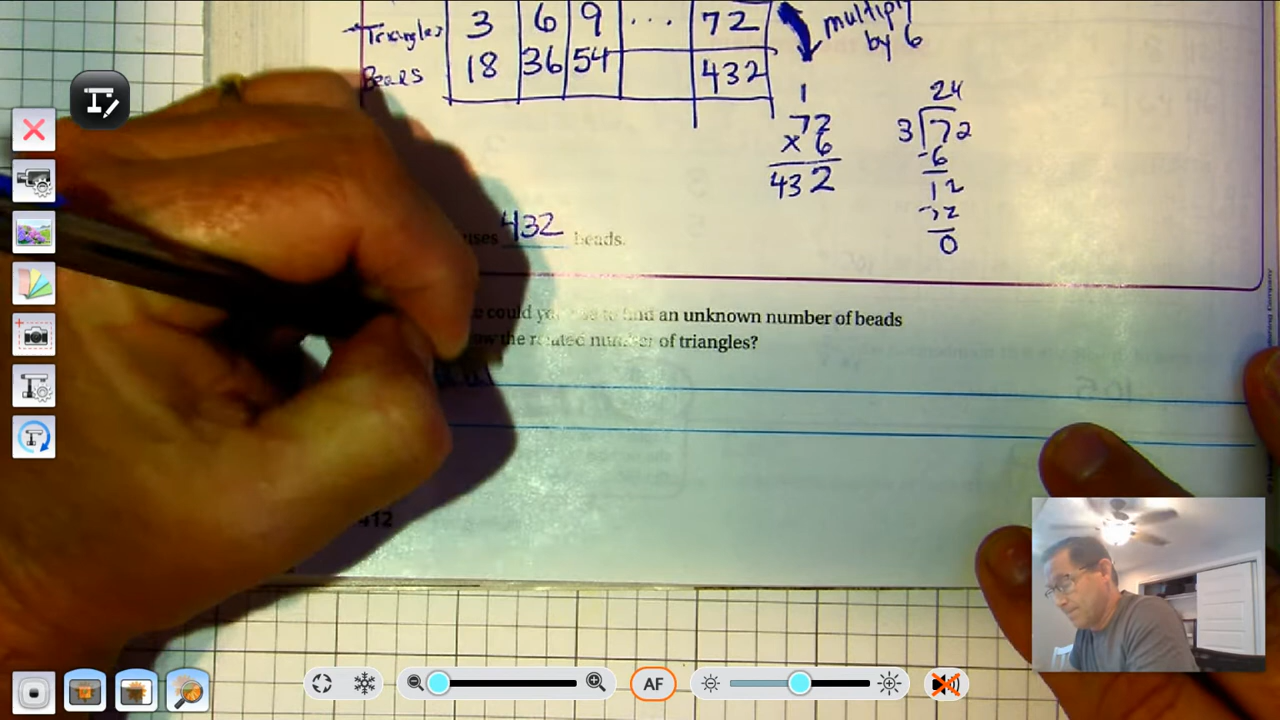 Triangles 3 6 9 ... 72
Beads 18 36 54 432
multiply
by 6
1
72
x 6
432
24
3 72
-6
12
-12
0
uses 432 beads.
could you use to find an unknown number of beads
the related number of triangles?
412
AF